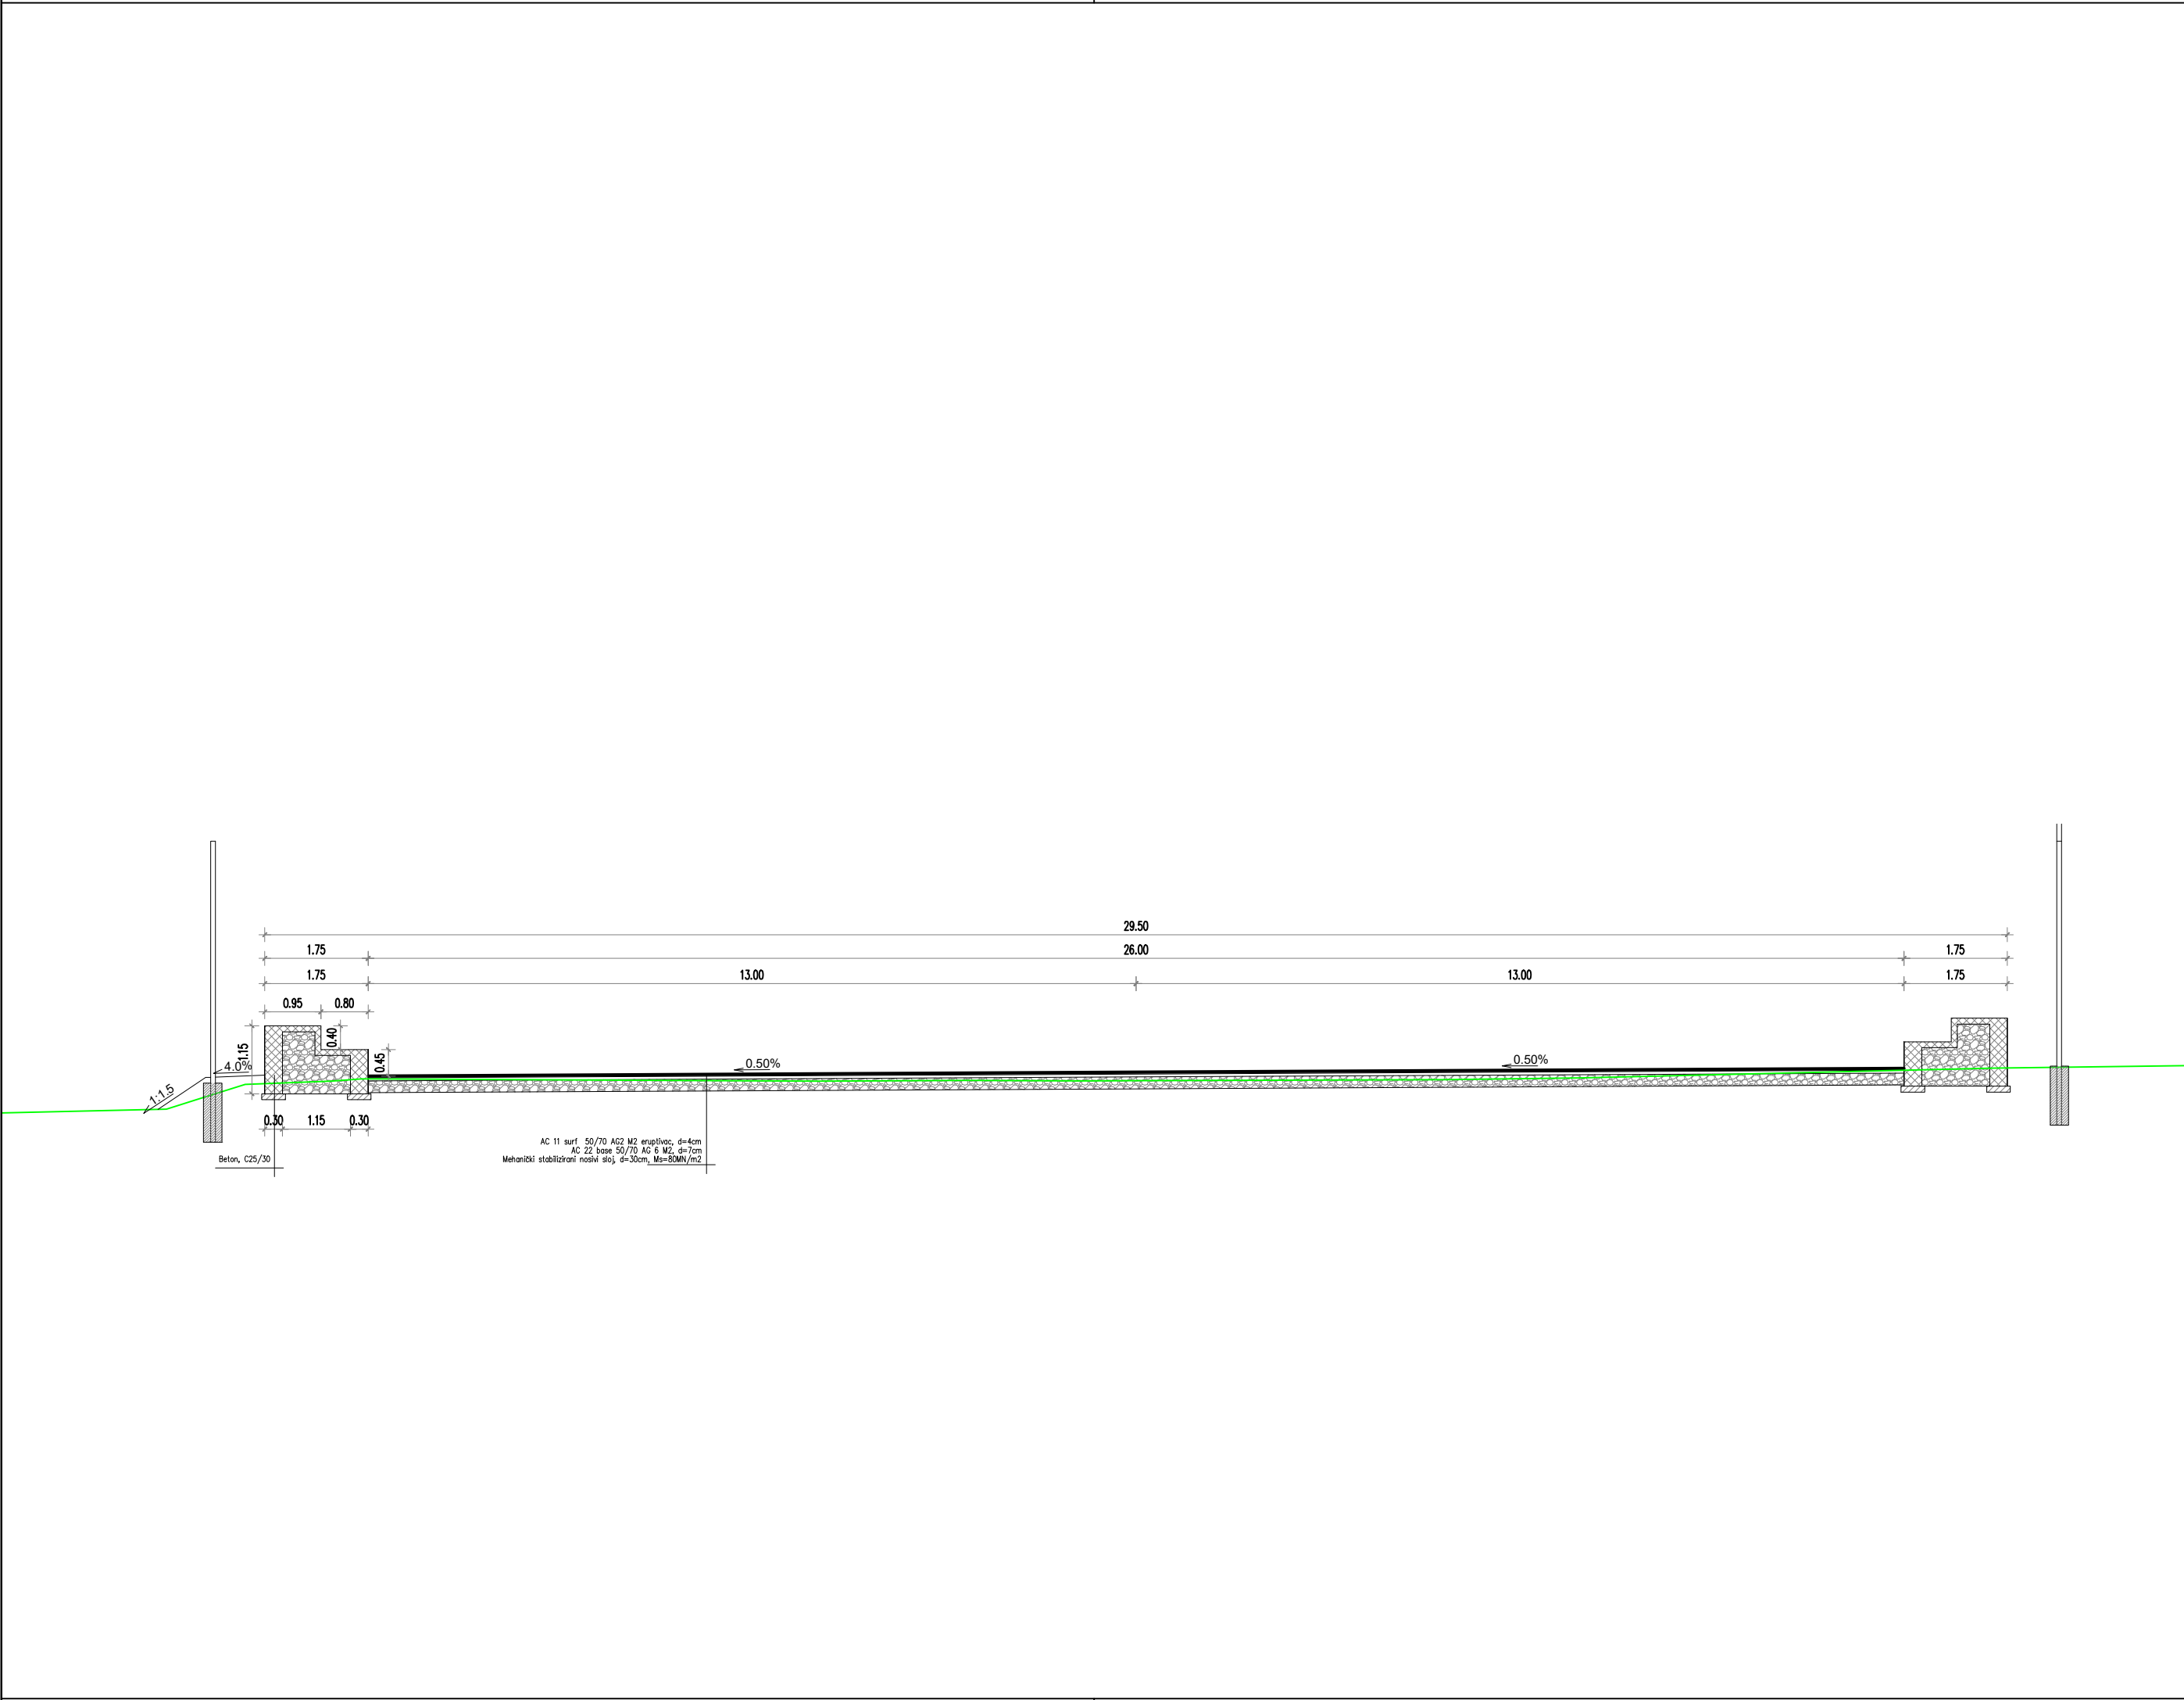 29.50
1.75 26.00 1.75
1.75 13.00 13.00 1.75
0.95 0.80
0.40
1.15
0.45
0.50%
0.50%
4.0%
1:1.5
0.30 1.15 0.30
AC 11 surf 50/70 AG2 M2 eruptivac, d=4cm
AC 22 base 50/70 AG 6 M2, d=7cm
Mehanički stabilizirani nosivi sloj, d=30cm, Ms=80MN/m2
Beton, C25/30